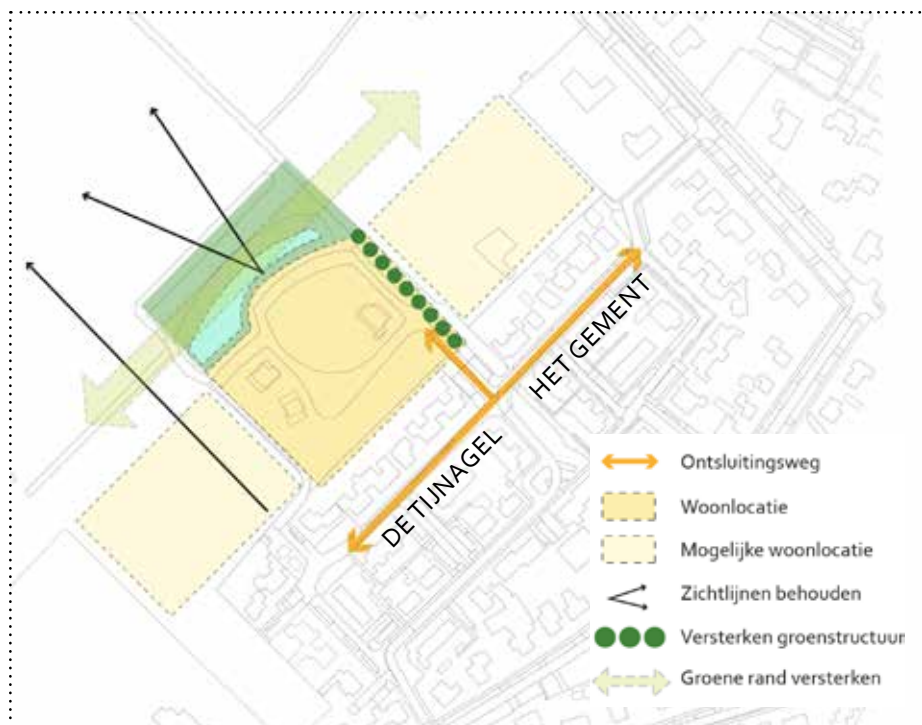 HET GEMENT
DE TIJNAGEL
Ontsluitingsweg
Woonlocatie
Mogelijke woonlocatie
Zichtlijnen behouden
Versterken groenstructuur
Groene rand versterken